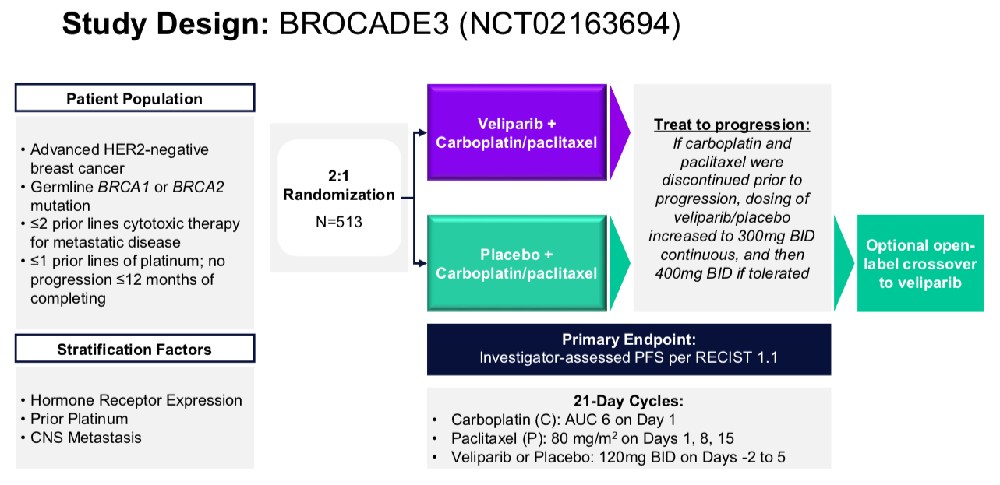 Study Design: BROCADE3 (NCT02163694)
Patient Population
• Advanced HER2-negative
breast cancer
• Germline BRCA1 or BRCA2
mutation
• ≤2 prior lines cytotoxic therapy
for metastatic disease
• ≤1 prior lines of platinum; no
progression ≤12 months of
completing
Stratification Factors
• Hormone Receptor Expression
• Prior Platinum
• CNS Metastasis
2:1
Randomization
N=513
Veliparib +
Carboplatin/paclitaxel
Placebo +
Carboplatin/paclitaxel
Treat to progression:
If carboplatin and
paclitaxel were
discontinued prior to
progression, dosing of
veliparib/placebo
increased to 300mg BID
continuous, and then
400mg BID if tolerated
Optional open-
label crossover
to veliparib
Primary Endpoint:
Investigator-assessed PFS per RECIST 1.1
21-Day Cycles:
• Carboplatin (C): AUC 6 on Day 1
• Paclitaxel (P): 80 mg/m² on Days 1, 8, 15
• Veliparib or Placebo: 120mg BID on Days -2 to 5